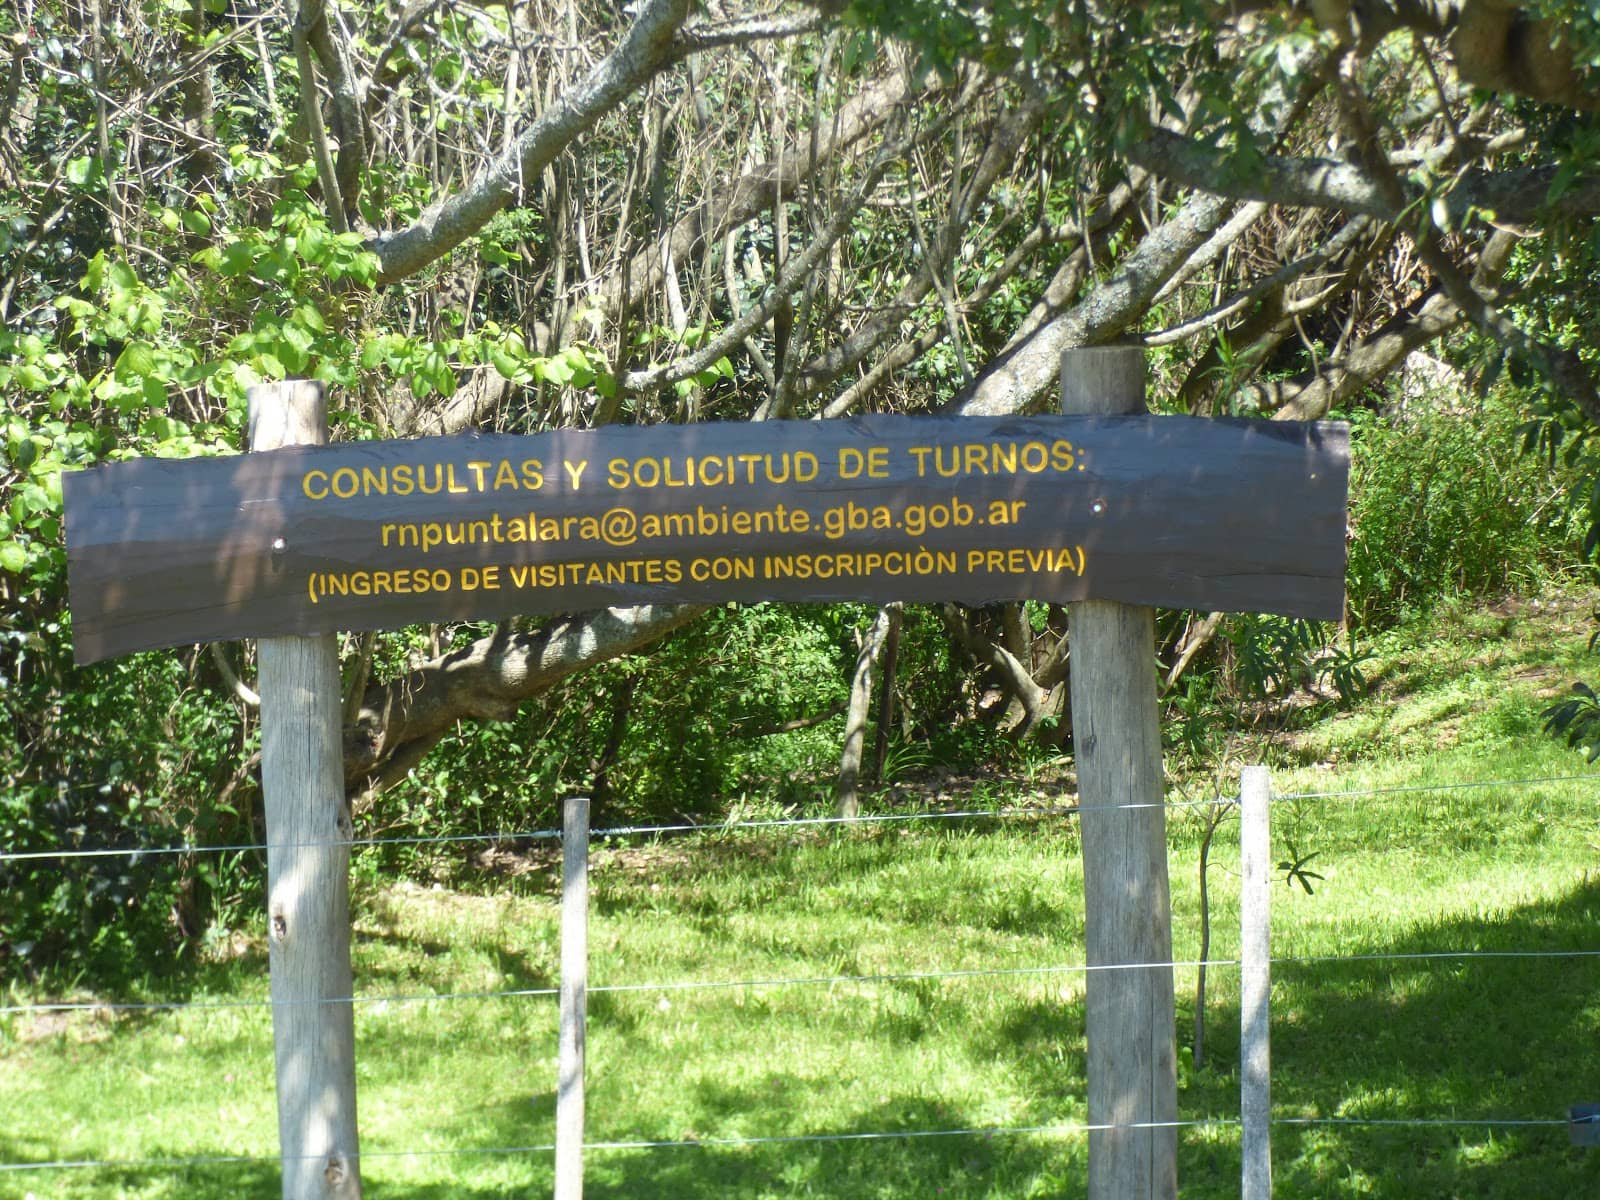 CONSULTAS Y SOLICITUD DE TURNOS:
rnpuntalara@ambiente.gba.gob.ar
(INGRESO DE VISITANTES CON INSCRIPCIÒN PREVIA)